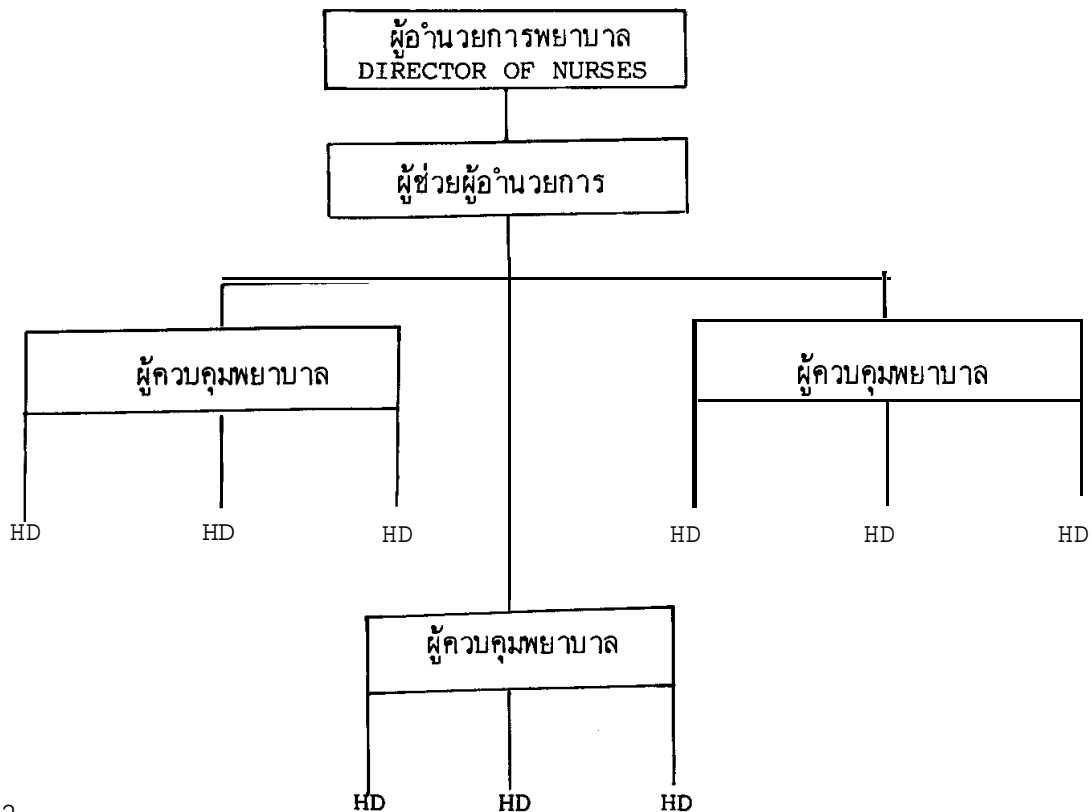 ผู้อำนวยการพยาบาล
DIRECTOR OF NURSES
ผู้ช่วยผู้อำนวยการ
ผู้ควบคุมพยาบาล
ผู้ควบคุมพยาบาล
HD HD HD HD HD HD
ผู้ควบคุมพยาบาล
HD HD HD